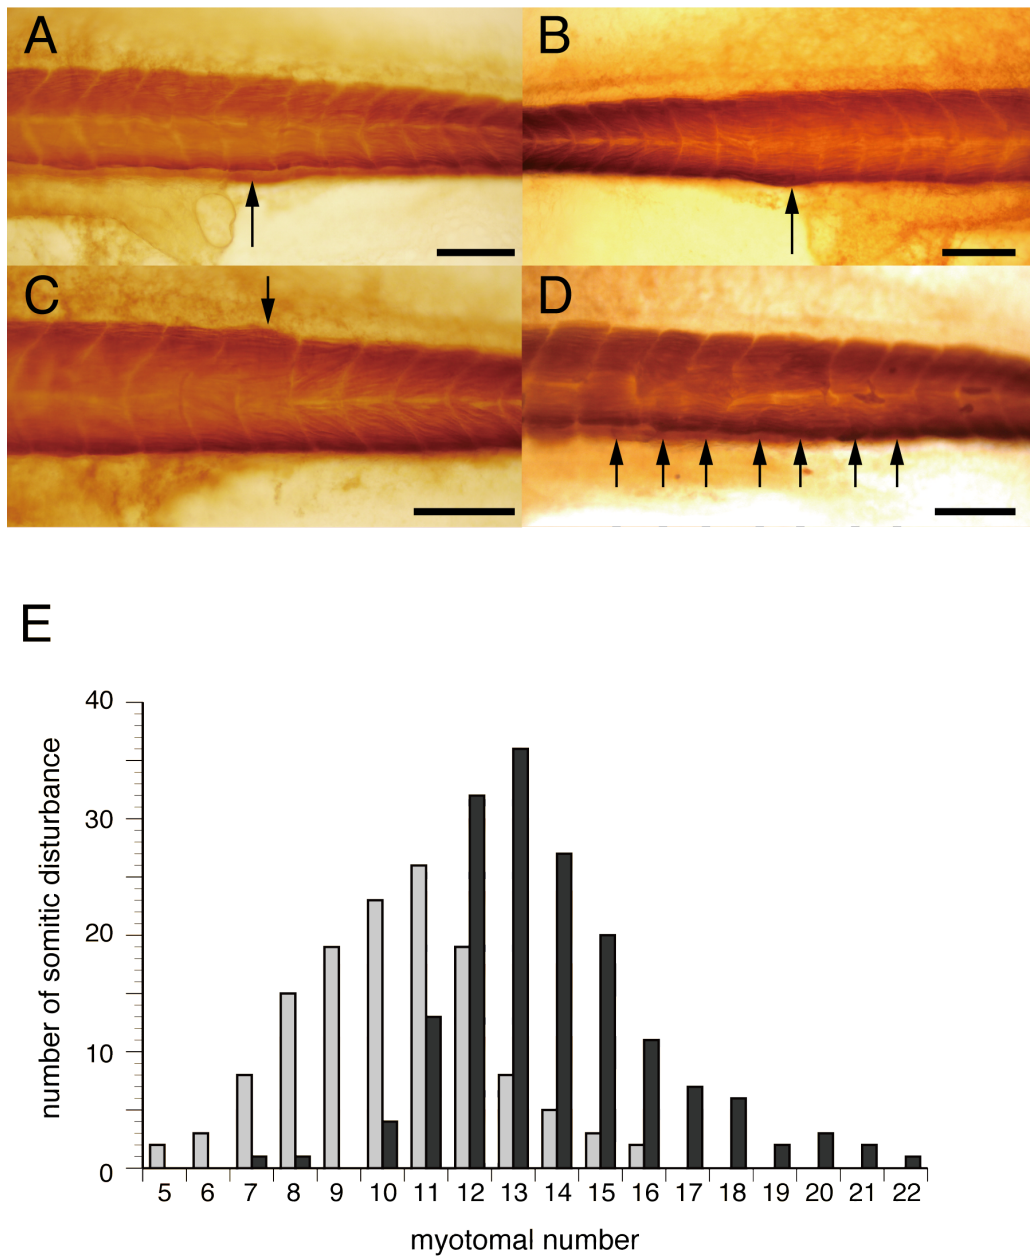 A
B
C
D
E
number of somitic disturbance
40
30
20
10
0
5 6 7 8 9 10 11 12 13 14 15 16 17 18 19 20 21 22
myotomal number